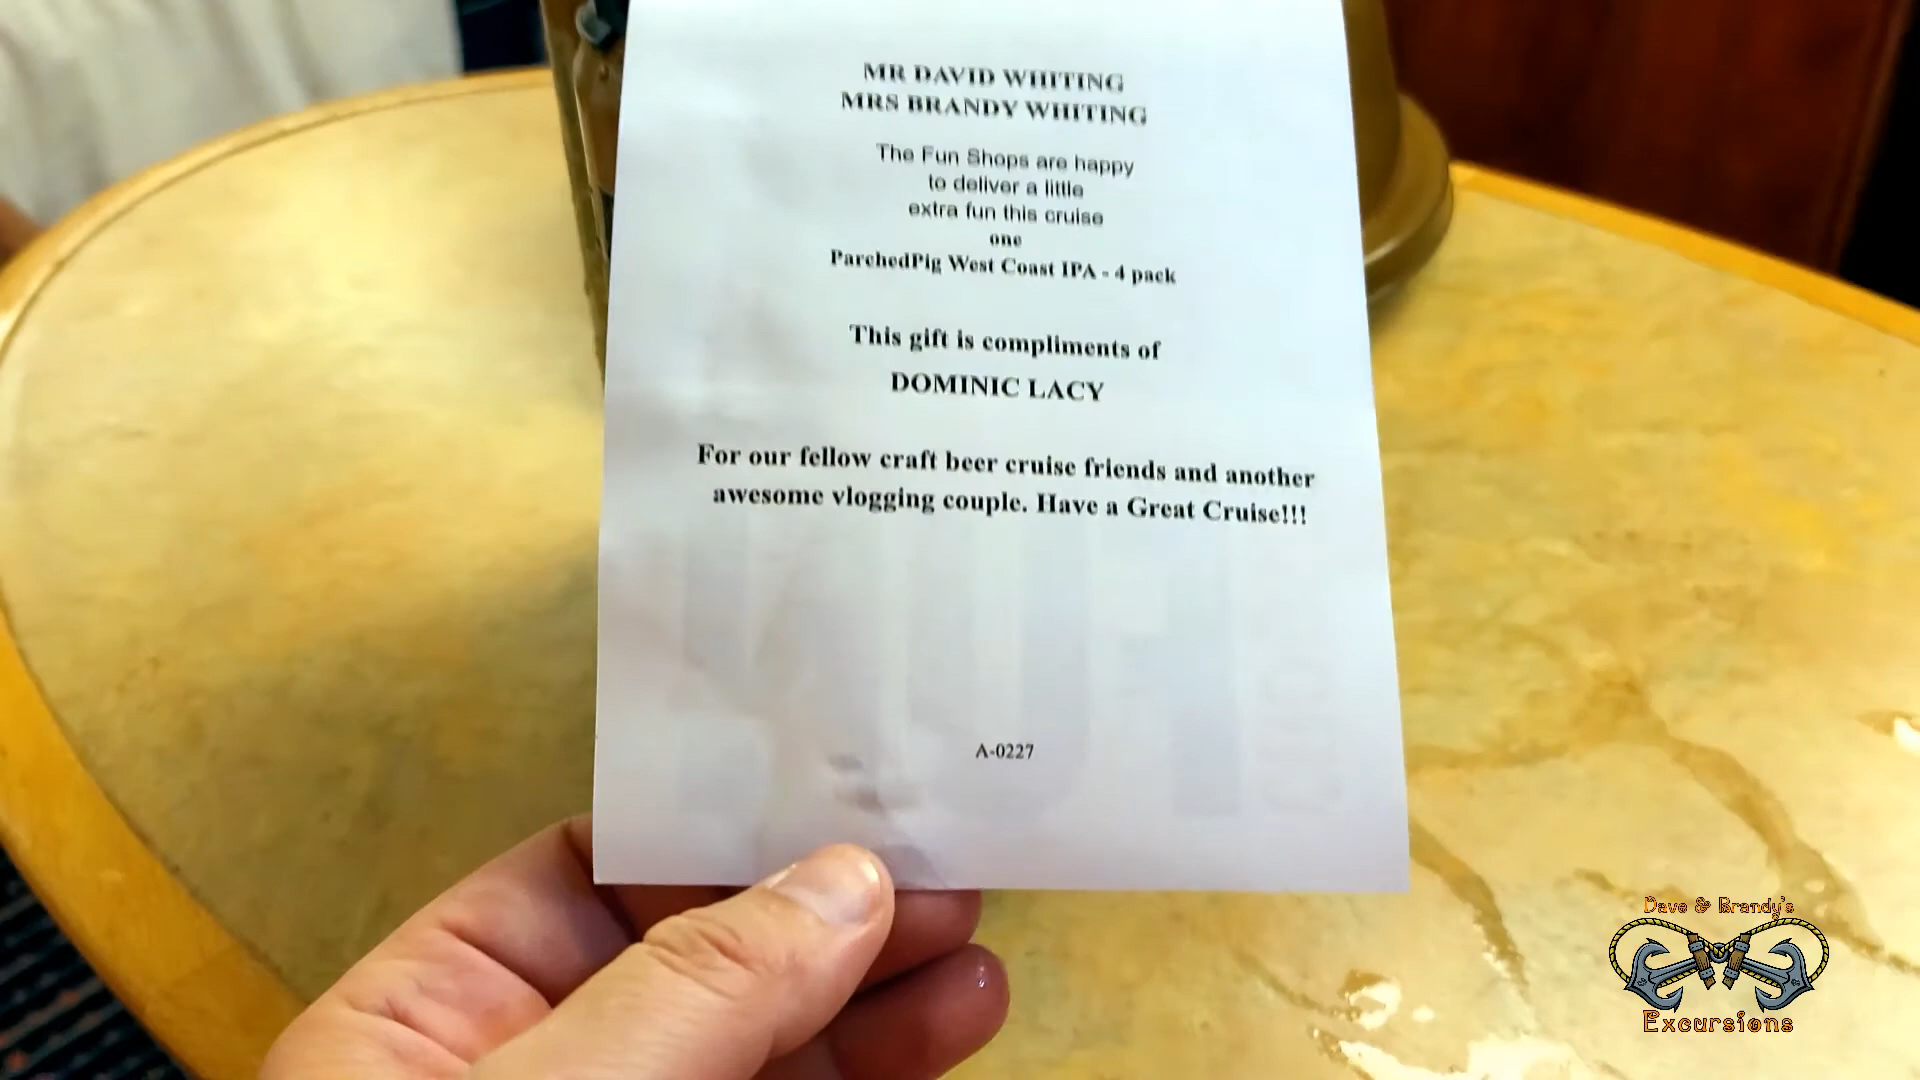 MR DAVID WHITING
MRS BRANDY WHITING
The Fun Shops are happy
to deliver a little
extra fun this cruise
one
ParchedPig West Coast IPA - 4 pack
This gift is compliments of
DOMINIC LACY
For our fellow craft beer cruise friends and another
awesome vlogging couple. Have a Great Cruise!!!
A-0227
Dave & Brandy's
Excursions